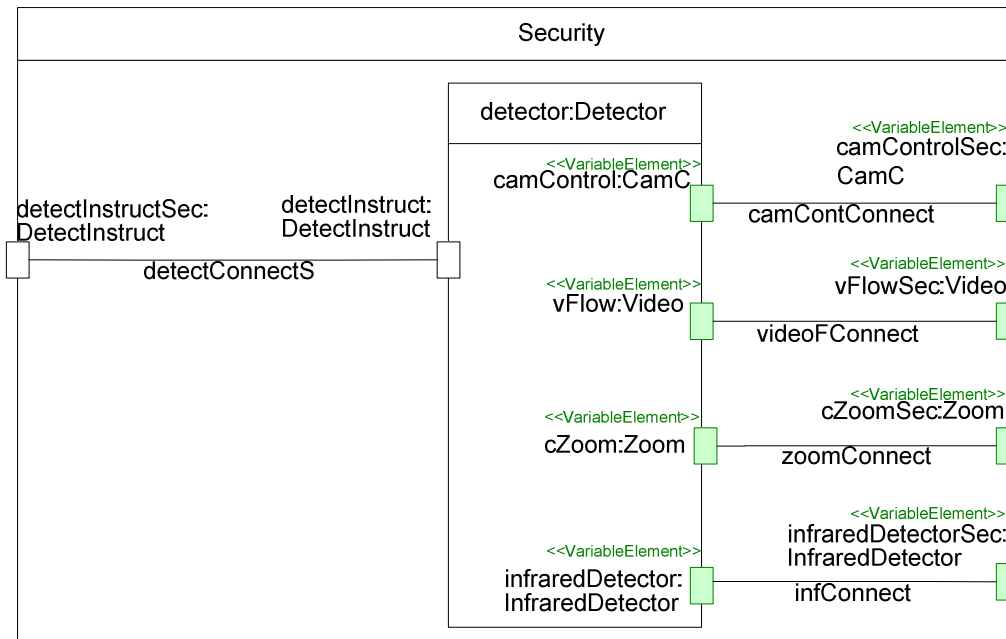 Security
detector:Detector
<<VariableElement>>
camControl:CamC
<<VariableElement>>
camControlSec:
CamC
camContConnect
detectInstructSec:
DetectInstruct
detectInstruct:
DetectInstruct
detectConnectS
<<VariableElement>>
vFlow:Video
<<VariableElement>>
vFlowSec:Video
videoFConnect
<<VariableElement>>
cZoom:Zoom
<<VariableElement>>
cZoomSec:Zoom
zoomConnect
<<VariableElement>>
infraredDetector:
InfraredDetector
<<VariableElement>>
infraredDetectorSec:
InfraredDetector
infConnect